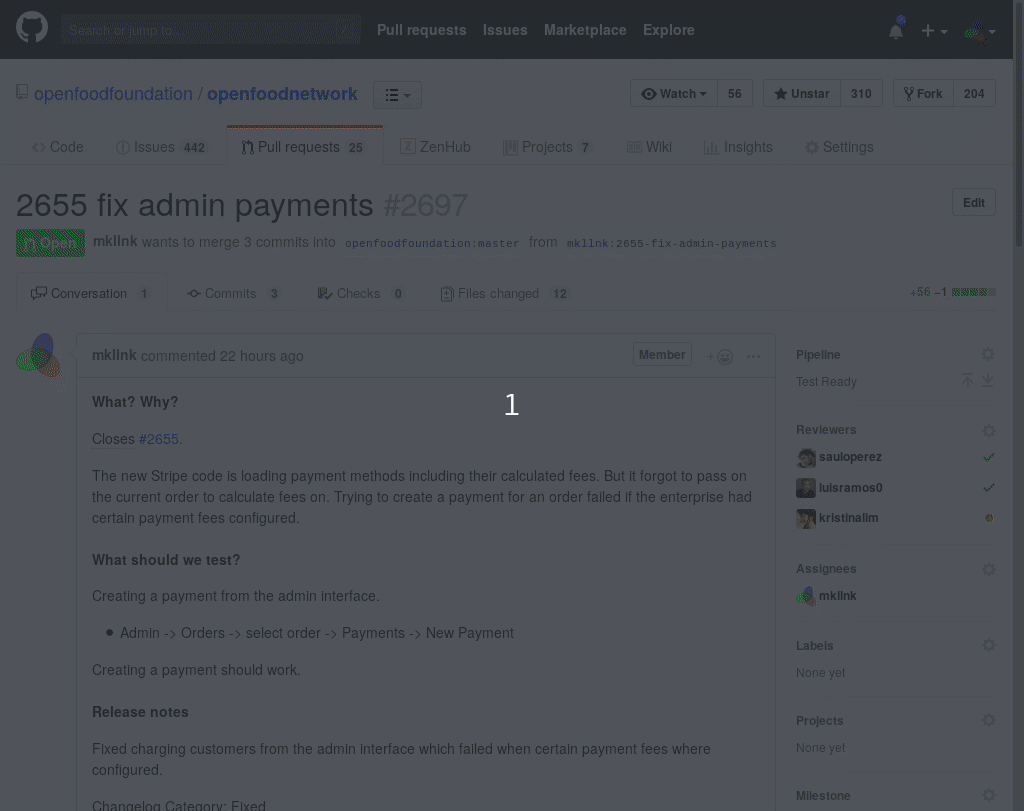 Search or jump to...
/
Pull requests Issues Marketplace Explore
openfoodfoundation / openfoodnetwork
Watch 56
Unstar 310
Fork 204
Code
Issues 442
Pull requests 25
ZenHub
Projects 7
Wiki
Insights
Settings
2655 fix admin payments #2697
Edit
Open
mkllnk wants to merge 3 commits into openfoodfoundation:master from mkllnk:2655-fix-admin-payments
Conversation 1
Commits 3
Checks 0
Files changed 12
+56 −1
mkllnk commented 22 hours ago
Member
+
...
What? Why?
Closes #2655.
The new Stripe code is loading payment methods including their calculated fees. But it forgot to pass on
the current order to calculate fees on. Trying to create a payment for an order failed if the enterprise had
certain payment fees configured.
What should we test?
Creating a payment from the admin interface.
• Admin -> Orders -> select order -> Payments -> New Payment
Creating a payment should work.
Release notes
Fixed charging customers from the admin interface which failed when certain payment fees where
configured.
Changelog Category: Fixed
1
Pipeline
Test Ready
Reviewers
sauloperez
luisramos0
kristinalim
Assignees
mkllnk
Labels
None yet
Projects
None yet
Milestone